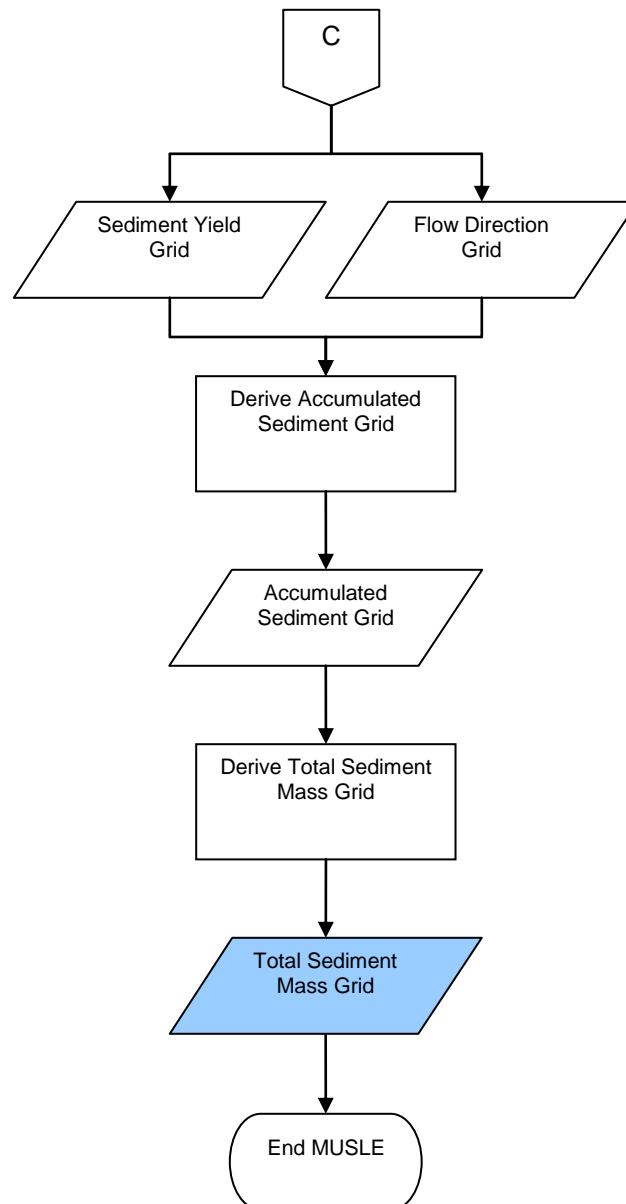 C
Sediment Yield
Grid
Flow Direction
Grid
Derive Accumulated
Sediment Grid
Accumulated
Sediment Grid
Derive Total Sediment
Mass Grid
Total Sediment
Mass Grid
End MUSLE